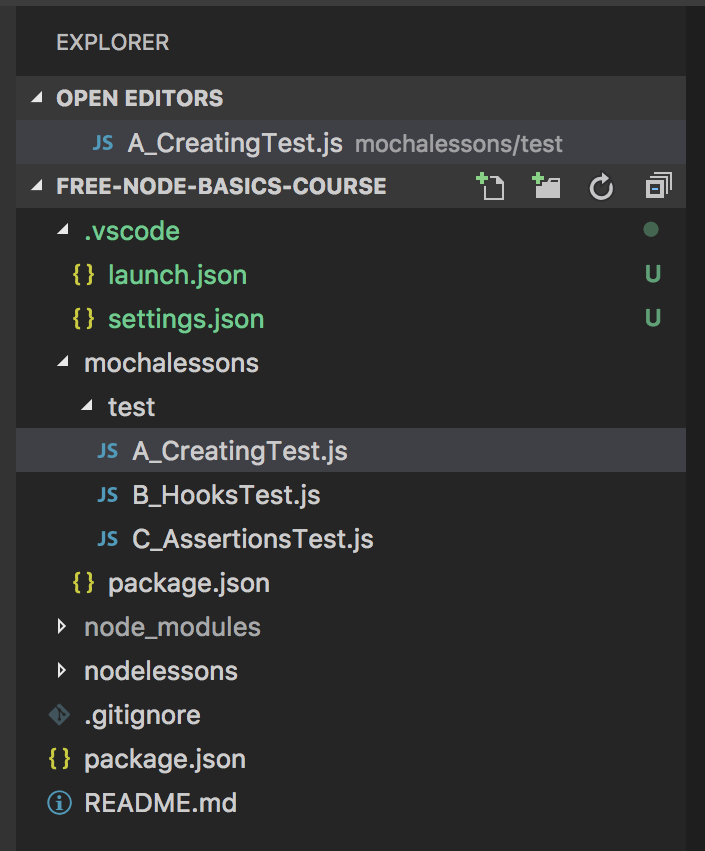 EXPLORER
OPEN EDITORS
JS A_CreatingTest.js mochalessons/test
FREE-NODE-BASICS-COURSE
.vscode
{ } launch.json U
{ } settings.json U
mochalessons
test
JS A_CreatingTest.js
JS B_HooksTest.js
JS C_AssertionsTest.js
{ } package.json
node_modules
nodelessons
.gitignore
{ } package.json
README.md